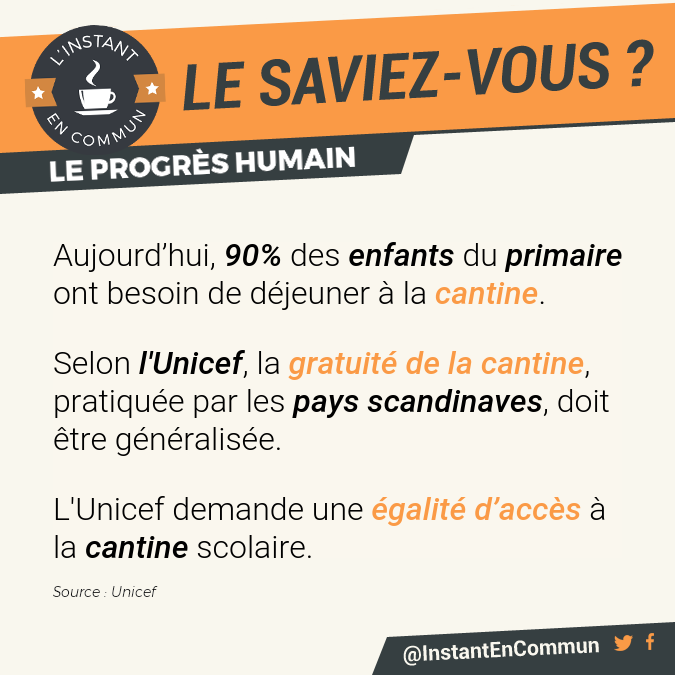 L'INSTANT
EN COMMUN
LE SAVIEZ-VOUS ?
LE PROGRÈS HUMAIN
Aujourd’hui, 90% des enfants du primaire
ont besoin de déjeuner à la cantine.
Selon l'Unicef, la gratuité de la cantine,
pratiquée par les pays scandinaves, doit
être généralisée.
L'Unicef demande une égalité d’accès à
la cantine scolaire.
Source : Unicef
@InstantEnCommun